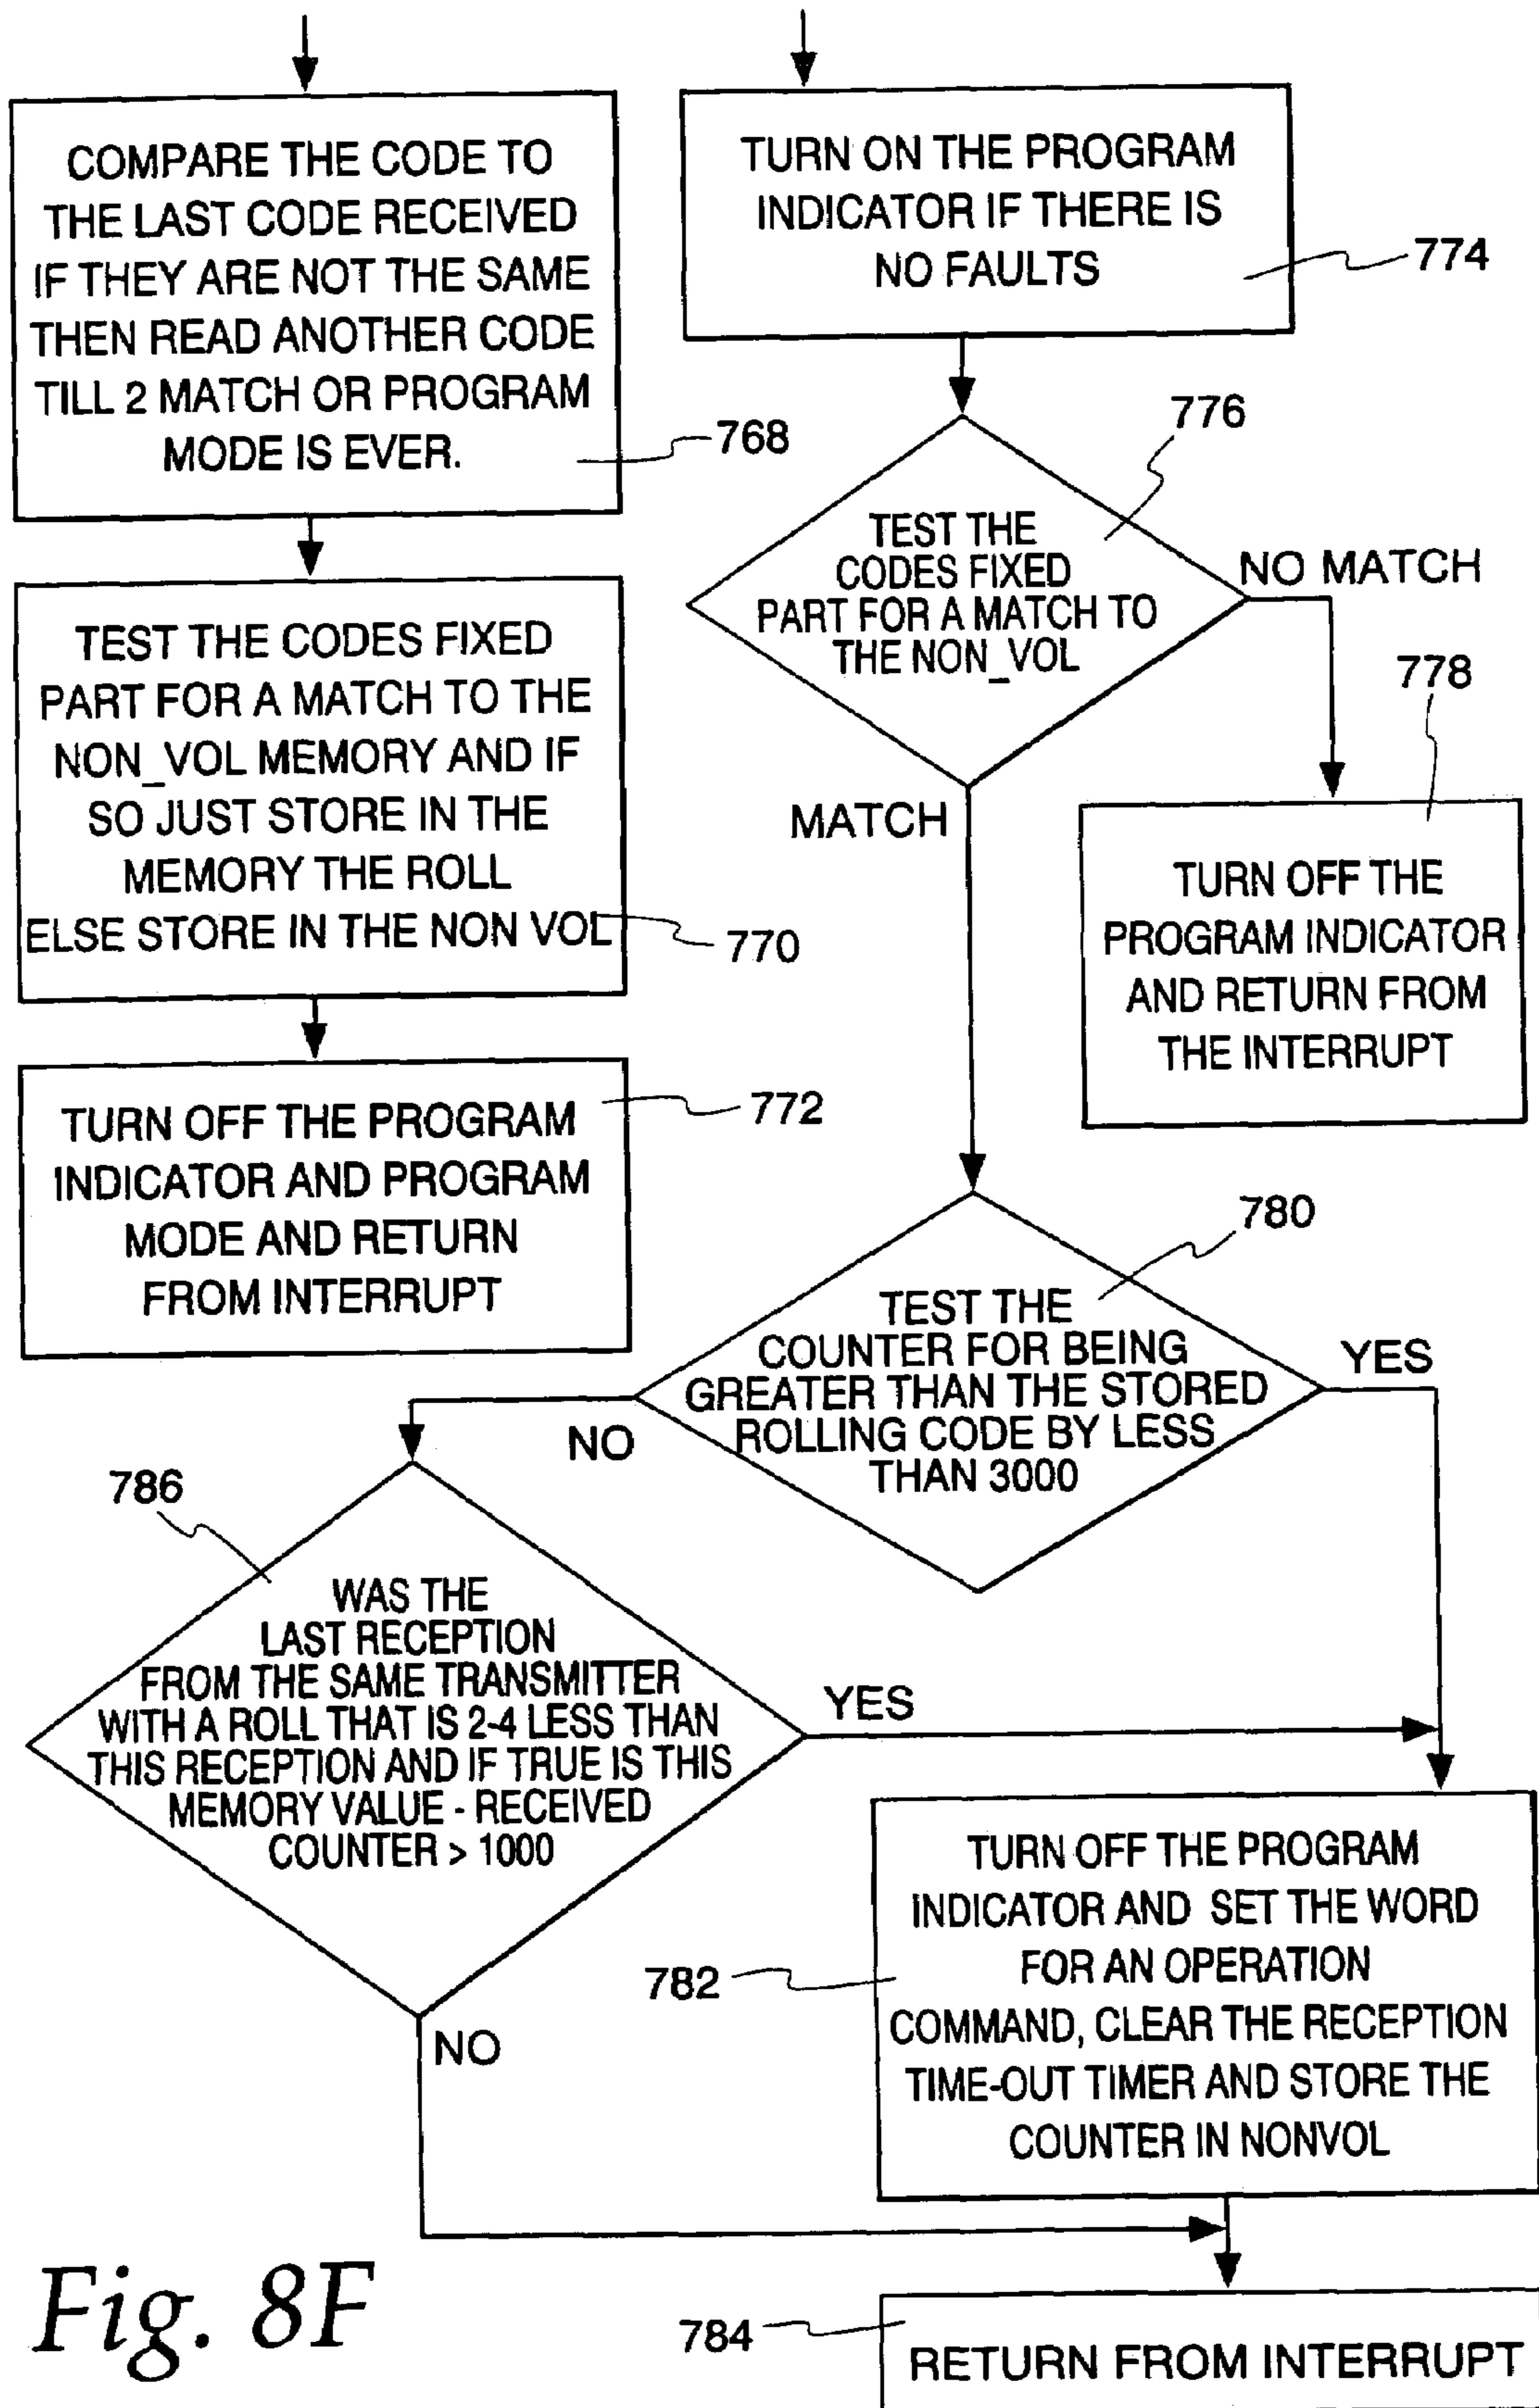 COMPARE THE CODE TO
THE LAST CODE RECEIVED
IF THEY ARE NOT THE SAME
THEN READ ANOTHER CODE
TILL 2 MATCH OR PROGRAM
MODE IS EVER.
768
TEST THE CODES FIXED
PART FOR A MATCH TO THE
NON_VOL MEMORY AND IF
SO JUST STORE IN THE
MEMORY THE ROLL
ELSE STORE IN THE NON VOL
770
TURN OFF THE PROGRAM
INDICATOR AND PROGRAM
MODE AND RETURN
FROM INTERRUPT
772
TURN ON THE PROGRAM
INDICATOR IF THERE IS
NO FAULTS
774
776
TEST THE
CODES FIXED
PART FOR A MATCH TO
THE NON_VOL
NO MATCH
MATCH
778
TURN OFF THE
PROGRAM INDICATOR
AND RETURN FROM
THE INTERRUPT
780
TEST THE
COUNTER FOR BEING
GREATER THAN THE STORED
ROLLING CODE BY LESS
THAN 3000
YES
NO
786
WAS THE
LAST RECEPTION
FROM THE SAME TRANSMITTER
WITH A ROLL THAT IS 2-4 LESS THAN
THIS RECEPTION AND IF TRUE IS THIS
MEMORY VALUE - RECEIVED
COUNTER > 1000
YES
NO
TURN OFF THE PROGRAM
INDICATOR AND SET THE WORD
FOR AN OPERATION
COMMAND, CLEAR THE RECEPTION
TIME-OUT TIMER AND STORE THE
COUNTER IN NONVOL
782
784
RETURN FROM INTERRUPT
Fig. 8F